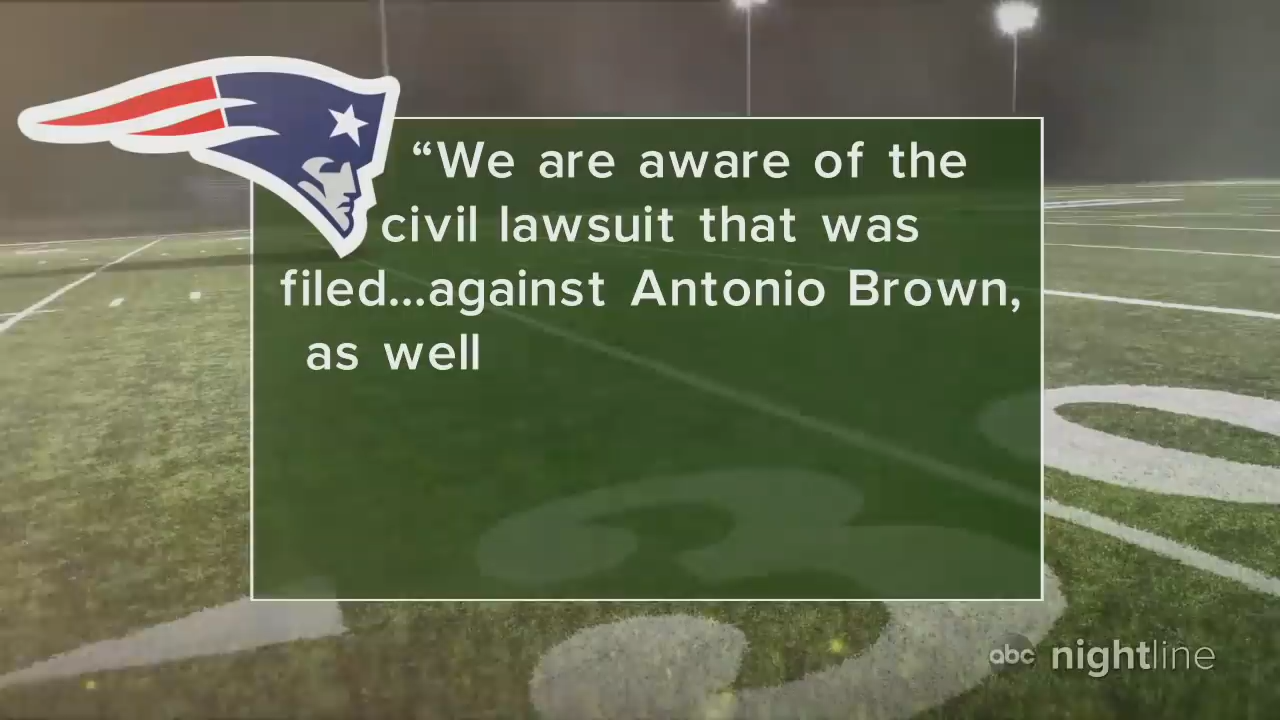 “We are aware of the
civil lawsuit that was
filed...against Antonio Brown,
as well
abc nightline